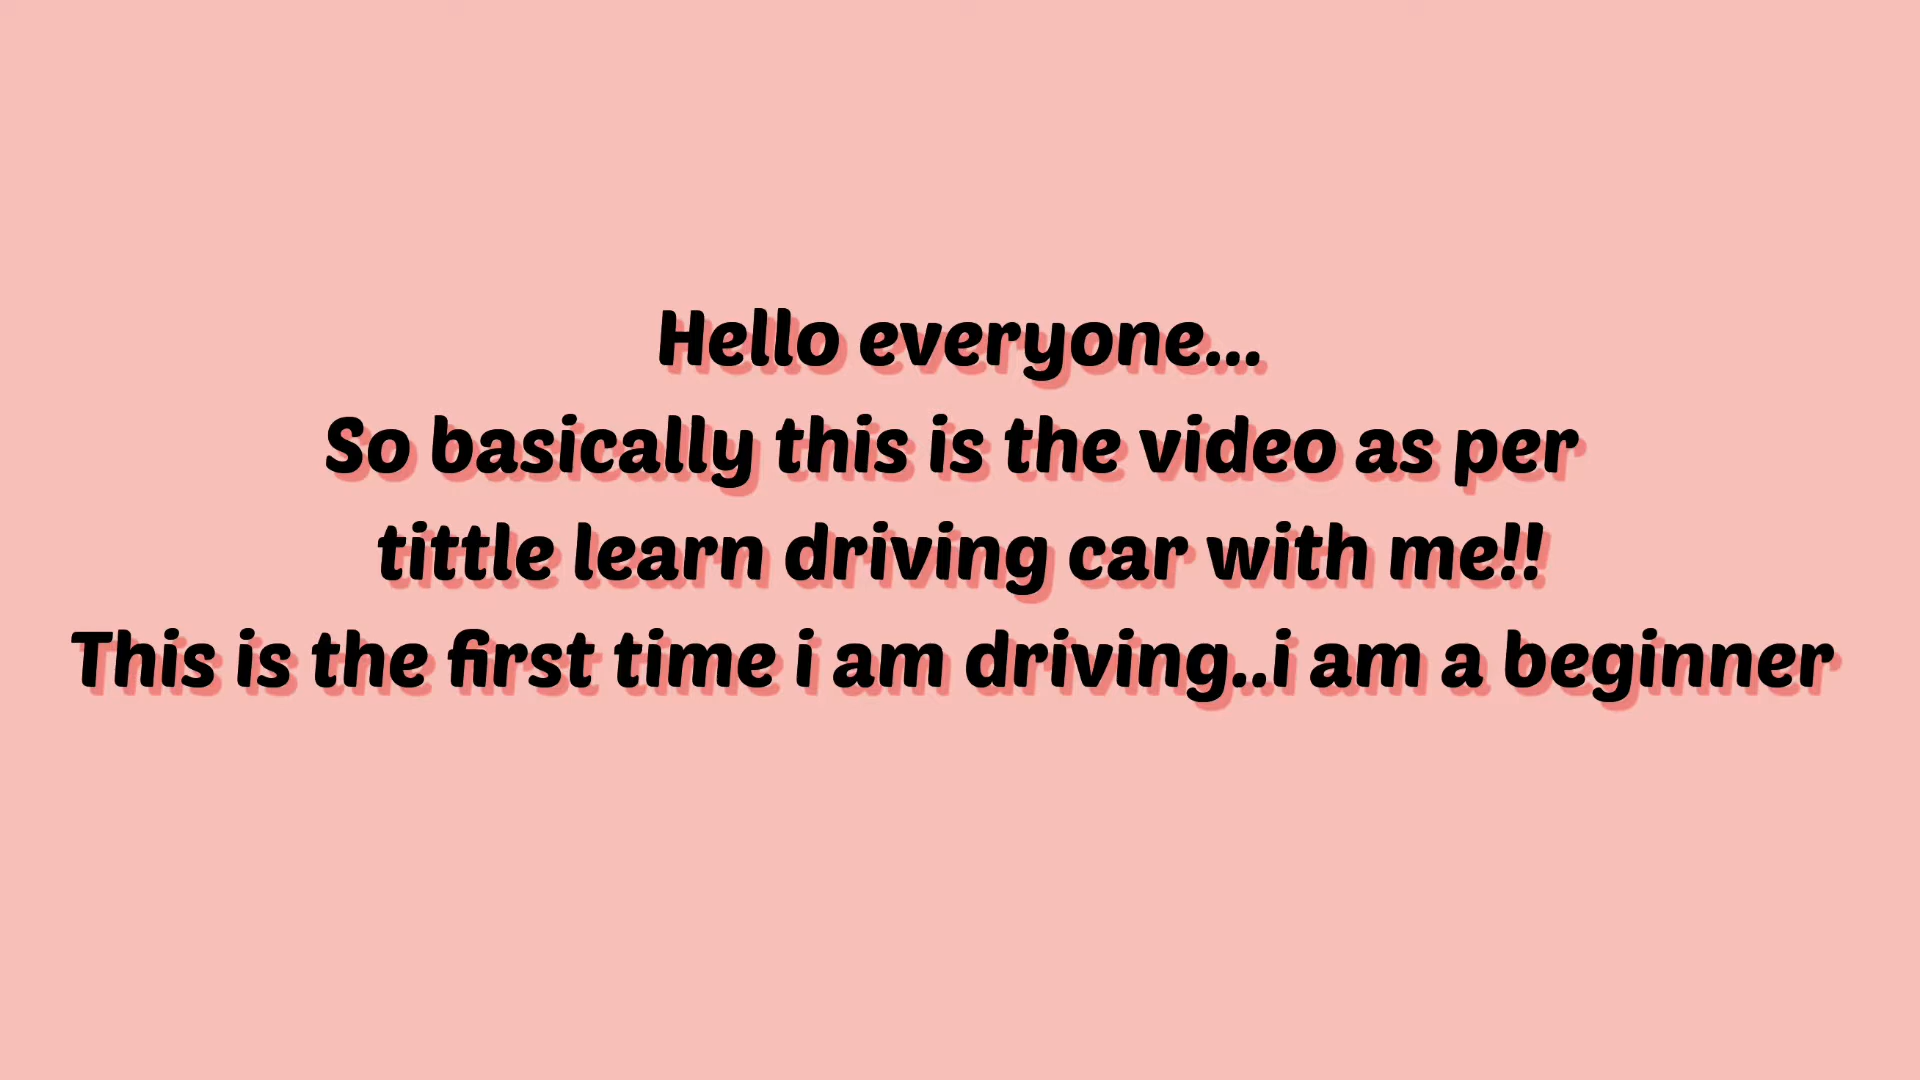 Hello everyone...
So basically this is the video as per
tittle learn driving car with me!!
This is the first time i am driving..i am a beginner